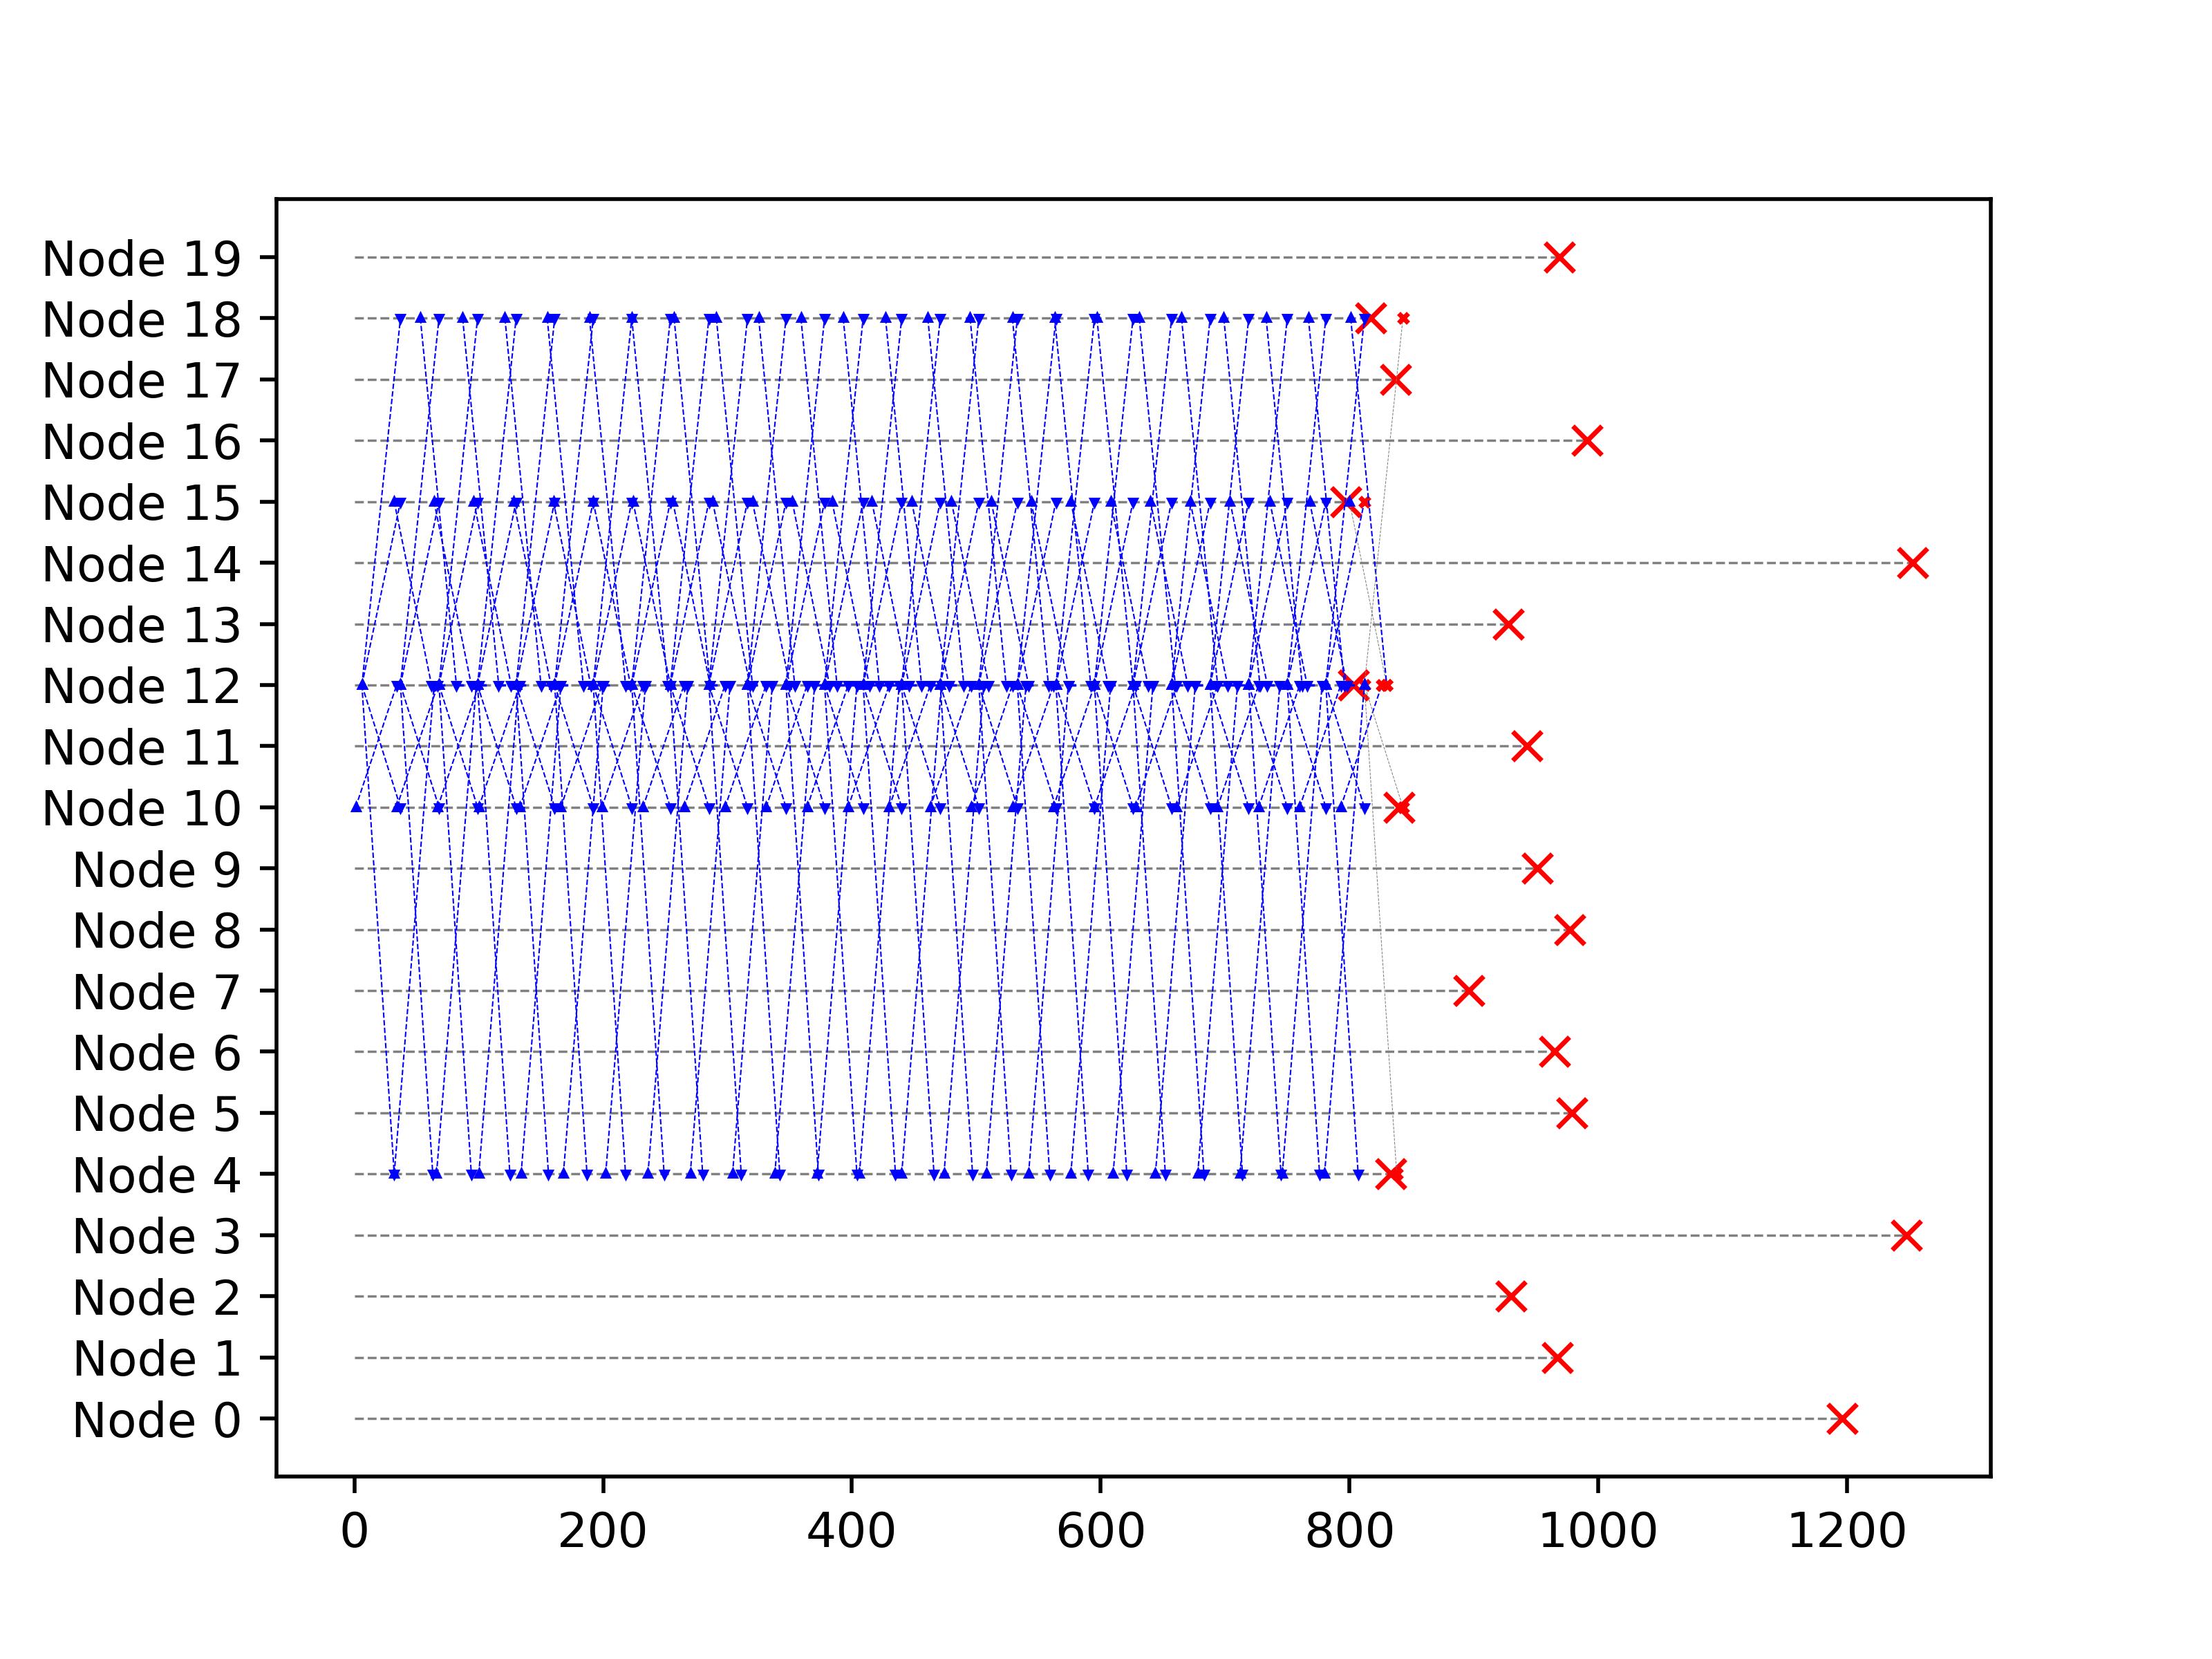 Node 19
Node 18
Node 17
Node 16
Node 15
Node 14
Node 13
Node 12
Node 11
Node 10
Node 9
Node 8
Node 7
Node 6
Node 5
Node 4
Node 3
Node 2
Node 1
Node 0
0 200 400 600 800 1000 1200